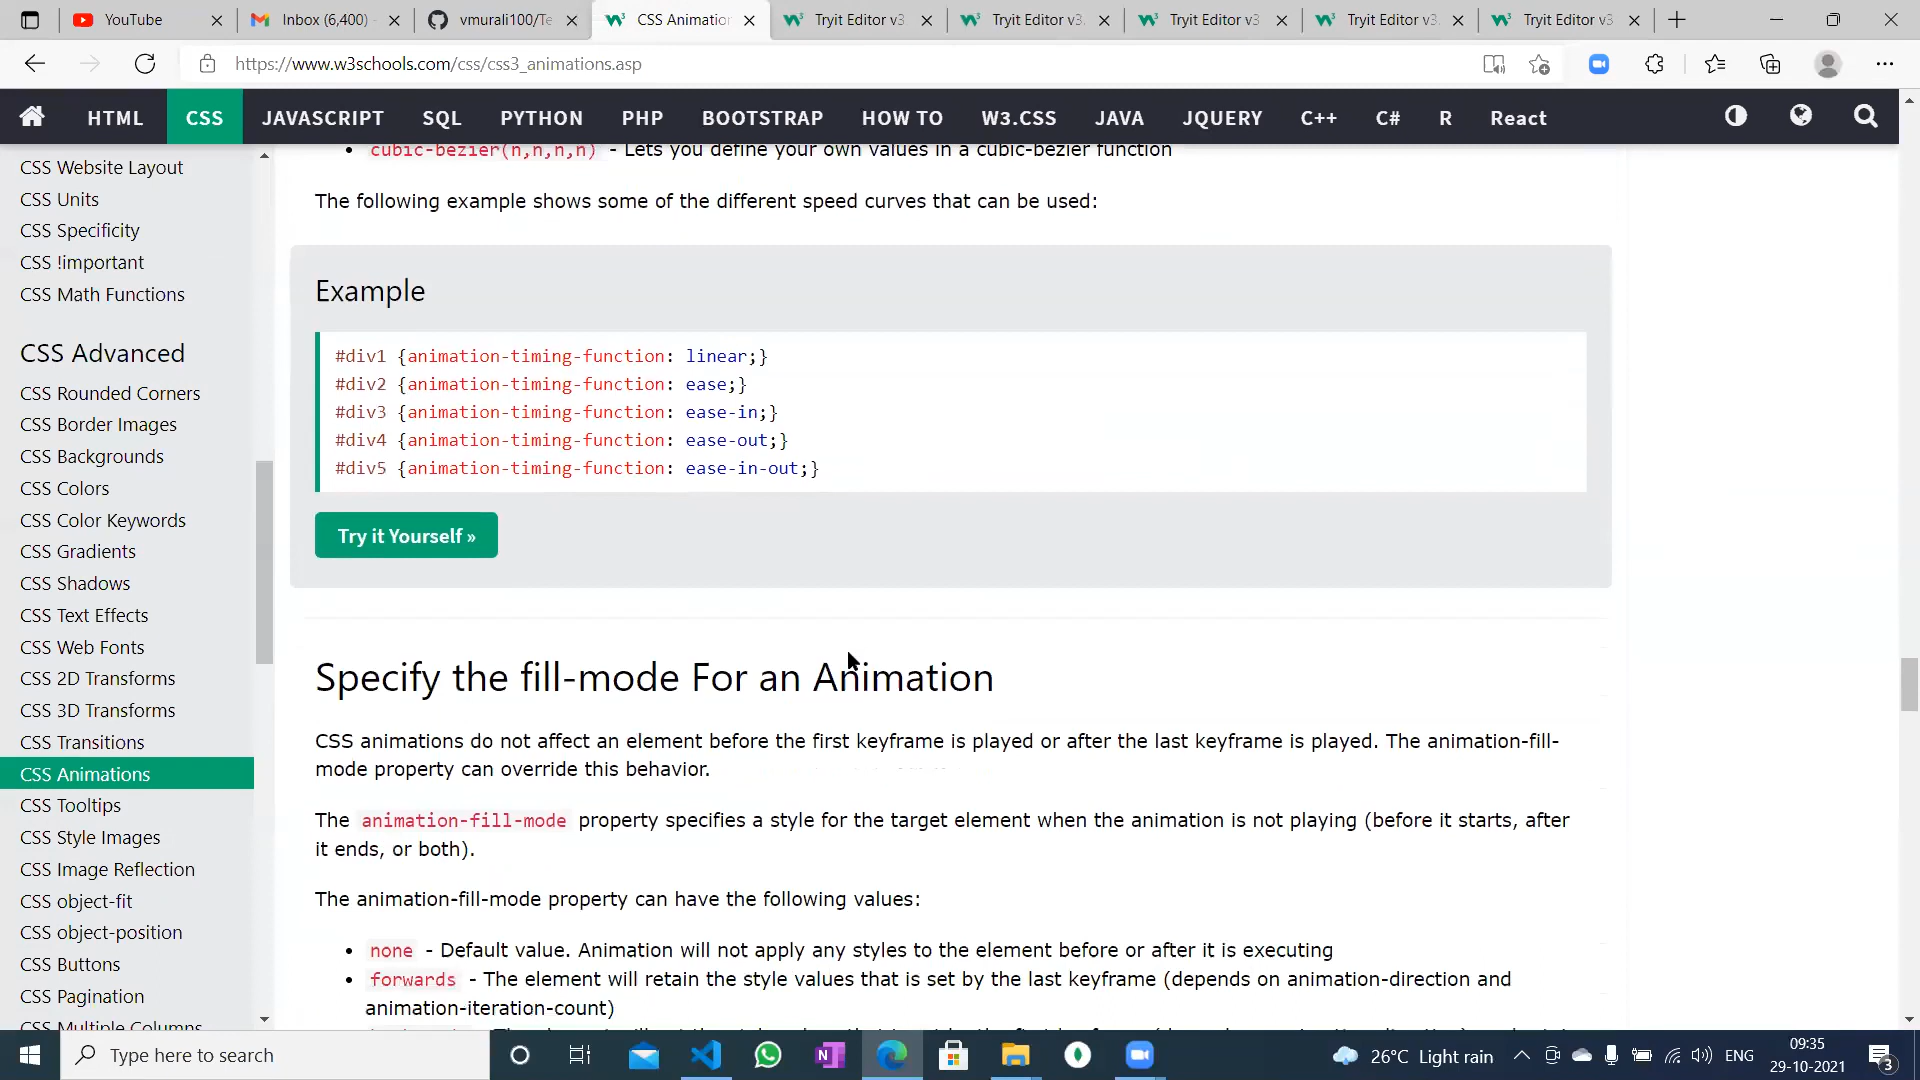 YouTube
Inbox (6,400)
vmurali100/Te
CSS Animation
Tryit Editor v3
Tryit Editor v3.
Tryit Editor v3
Tryit Editor v3.
Tryit Editor v3
https://www.w3schools.com/css/css3_animations.asp
HTML CSS JAVASCRIPT SQL PYTHON PHP BOOTSTRAP HOW TO W3.CSS JAVA JQUERY C++ C# R React
CSS Website Layout
CSS Units
CSS Specificity
CSS !important
CSS Math Functions
CSS Advanced
CSS Rounded Corners
CSS Border Images
CSS Backgrounds
CSS Colors
CSS Color Keywords
CSS Gradients
CSS Shadows
CSS Text Effects
CSS Web Fonts
CSS 2D Transforms
CSS 3D Transforms
CSS Transitions
CSS Animations
CSS Tooltips
CSS Style Images
CSS Image Reflection
CSS object-fit
CSS object-position
CSS Buttons
CSS Pagination
CSS Multiple Columns
• cubic-bezier(n,n,n,n) - Lets you define your own values in a cubic-bezier function
The following example shows some of the different speed curves that can be used:
Example
#div1 {animation-timing-function: linear;}
#div2 {animation-timing-function: ease;}
#div3 {animation-timing-function: ease-in;}
#div4 {animation-timing-function: ease-out;}
#div5 {animation-timing-function: ease-in-out;}
Try it Yourself »
Specify the fill-mode For an Animation
CSS animations do not affect an element before the first keyframe is played or after the last keyframe is played. The animation-fill-
mode property can override this behavior.
The animation-fill-mode property specifies a style for the target element when the animation is not playing (before it starts, after
it ends, or both).
The animation-fill-mode property can have the following values:
• none - Default value. Animation will not apply any styles to the element before or after it is executing
• forwards - The element will retain the style values that is set by the last keyframe (depends on animation-direction and
animation-iteration-count)
Type here to search
26°C Light rain
ENG
09:35
29-10-2021
3